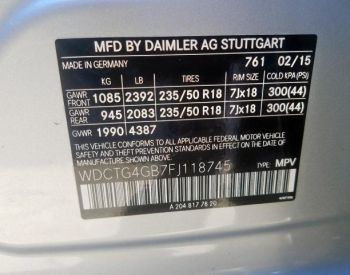 MFD BY DAIMLER AG STUTTGART
MADE IN GERMANY 761 02/15
KG LB TIRES RIM SIZE COLD KPA(PSI)
GAWR FRONT 1085 2392 235/50 R18 7Jx18 300(44)
GAWR REAR 945 2083 235/50 R18 7Jx18 300(44)
GVWR 1990 4387
THIS VEHICLE CONFORMS TO ALL APPLICABLE FEDERAL MOTOR VEHICLE
SAFETY STANDARDS IN EFFECT ON THE DATE OF MANUFACTURE SHOWN ABOVE
WDCTG4GB7FJ118745 TYPE: MPV
A 204 817 78 20